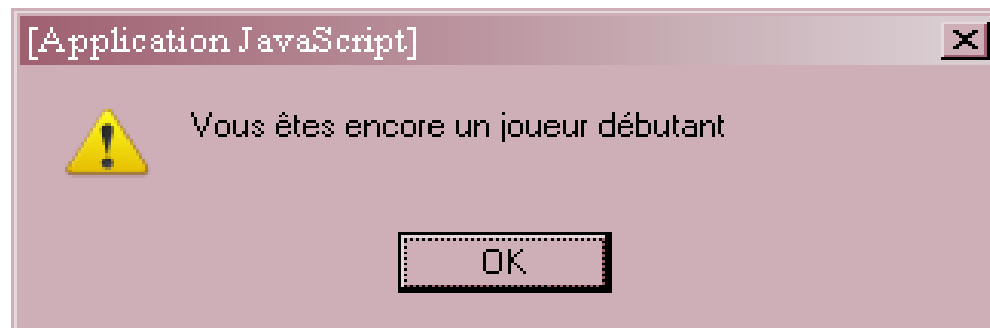 [Application JavaScript]
Vous êtes encore un joueur débutant
OK